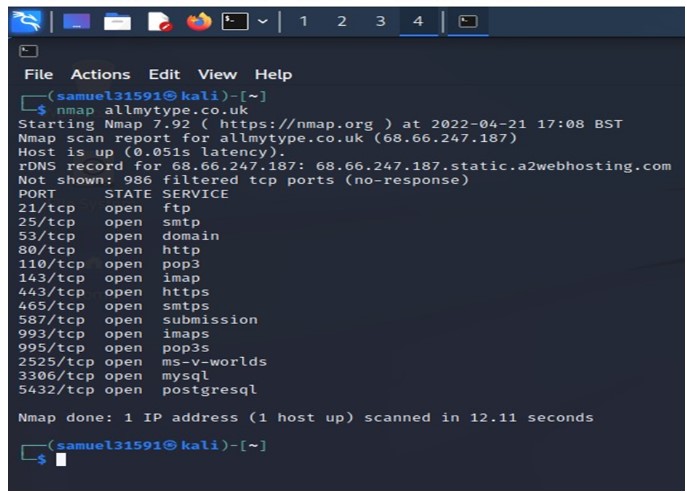 1 2 3 4
File Actions Edit View Help
┌──(samuel31591㉿kali)-[~]
└─$ nmap allmytype.co.uk
Starting Nmap 7.92 ( https://nmap.org ) at 2022-04-21 17:08 BST
Nmap scan report for allmytype.co.uk (68.66.247.187)
Host is up (0.051s latency).
rDNS record for 68.66.247.187: 68.66.247.187.static.a2webhosting.com
Not shown: 986 filtered tcp ports (no-response)
PORT STATE SERVICE
21/tcp open ftp
25/tcp open smtp
53/tcp open domain
80/tcp open http
110/tcp open pop3
143/tcp open imap
443/tcp open https
465/tcp open smtps
587/tcp open submission
993/tcp open imaps
995/tcp open pop3s
2525/tcp open ms-v-worlds
3306/tcp open mysql
5432/tcp open postgresql
Nmap done: 1 IP address (1 host up) scanned in 12.11 seconds
┌──(samuel31591㉿kali)-[~]
└─$